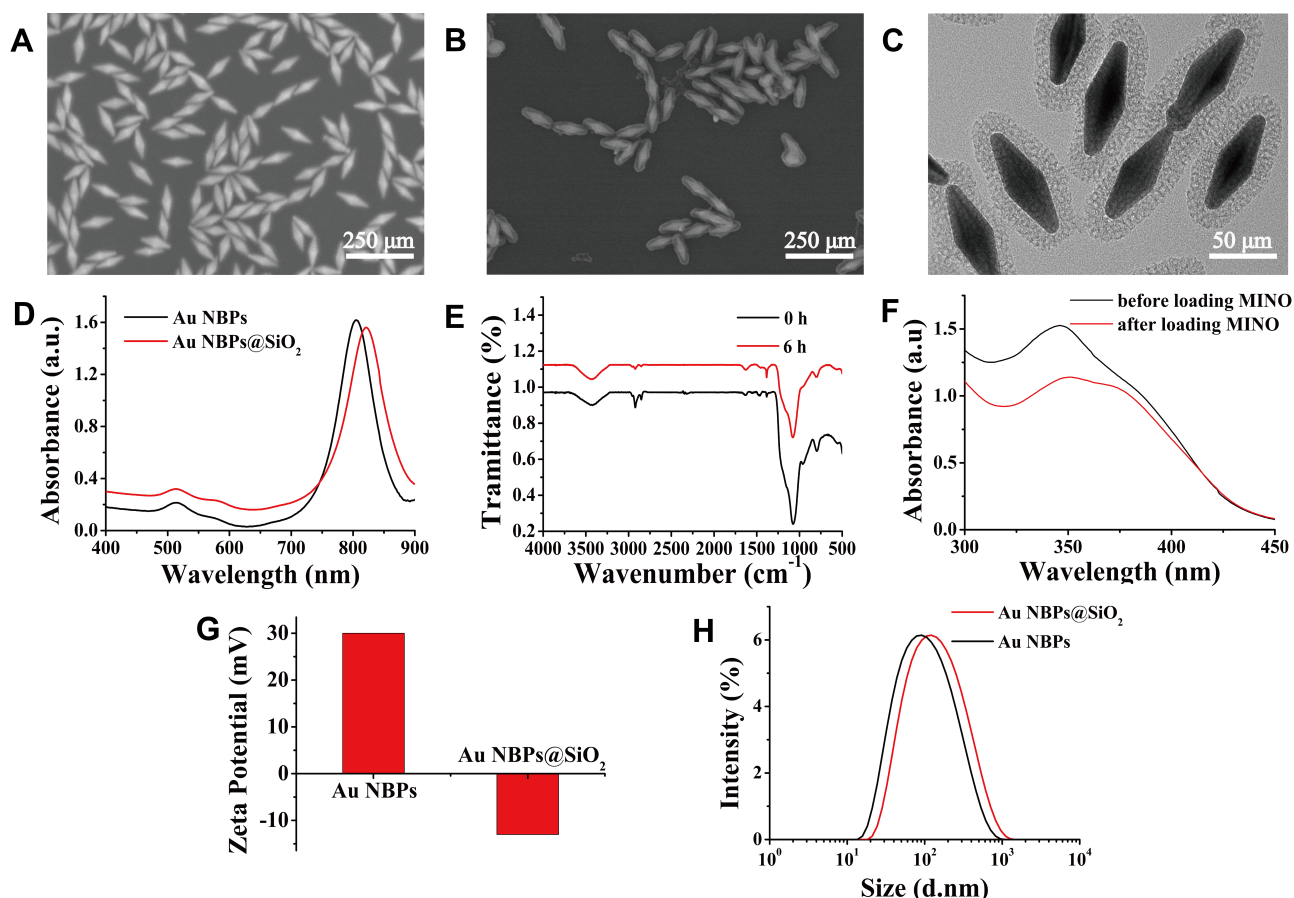 A
250 μm
B
250 μm
C
50 μm
D
Absorbance (a.u.)
1.6
1.2
0.8
0.4
0.0
Au NBPs
Au NBPs@SiO2
400 500 600 700 800 900
Wavelength (nm)
E
Tramittance (%)
1.4
1.2
1.0
0.8
0.6
0.4
0.2
0 h
6 h
4000 3500 3000 2500 2000 1500 1000 500
Wavenumber (cm-1)
F
Absorbance (a.u)
1.5
1.0
0.5
0.0
before loading MINO
after loading MINO
300 350 400 450
Wavelength (nm)
G
Zeta Potential (mV)
30
20
10
0
-10
Au NBPs@SiO2
Au NBPs
H
Intensity (%)
6
4
2
0
Au NBPs@SiO2
Au NBPs
10^0 10^1 10^2 10^3 10^4
Size (d.nm)